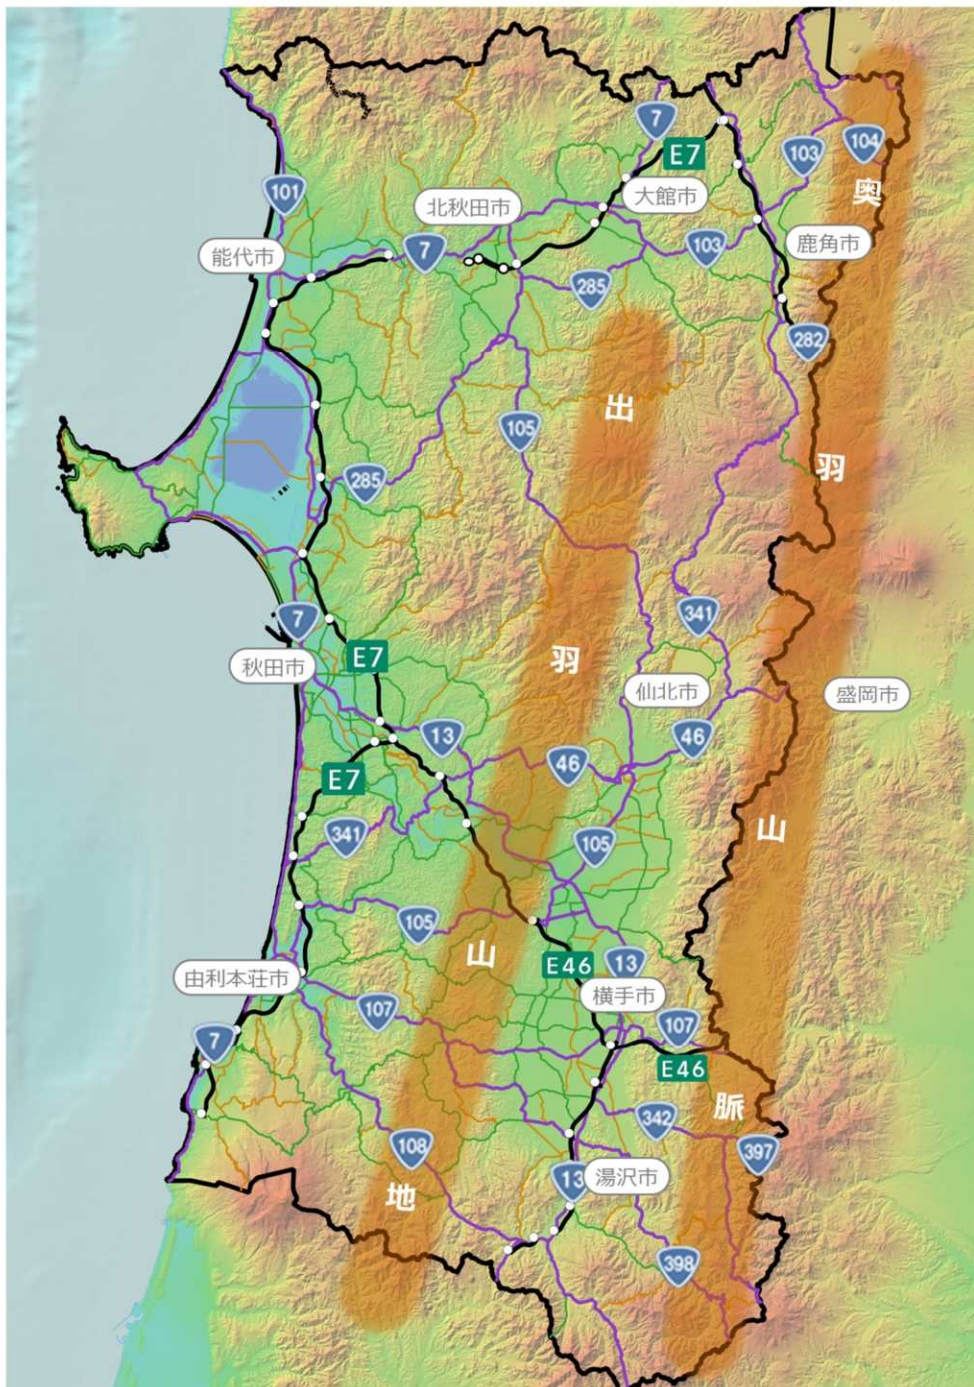 7
E7
103
104
奥
101
大館市
北秋田市
能代市
7
103
鹿角市
285
282
出
105
羽
285
7
341
秋田市
E7
羽
仙北市
盛岡市
13
46
46
E7
山
341
105
105
山
E46
13
由利本荘市
横手市
107
107
7
E46
脈
342
108
397
13
湯沢市
地
398